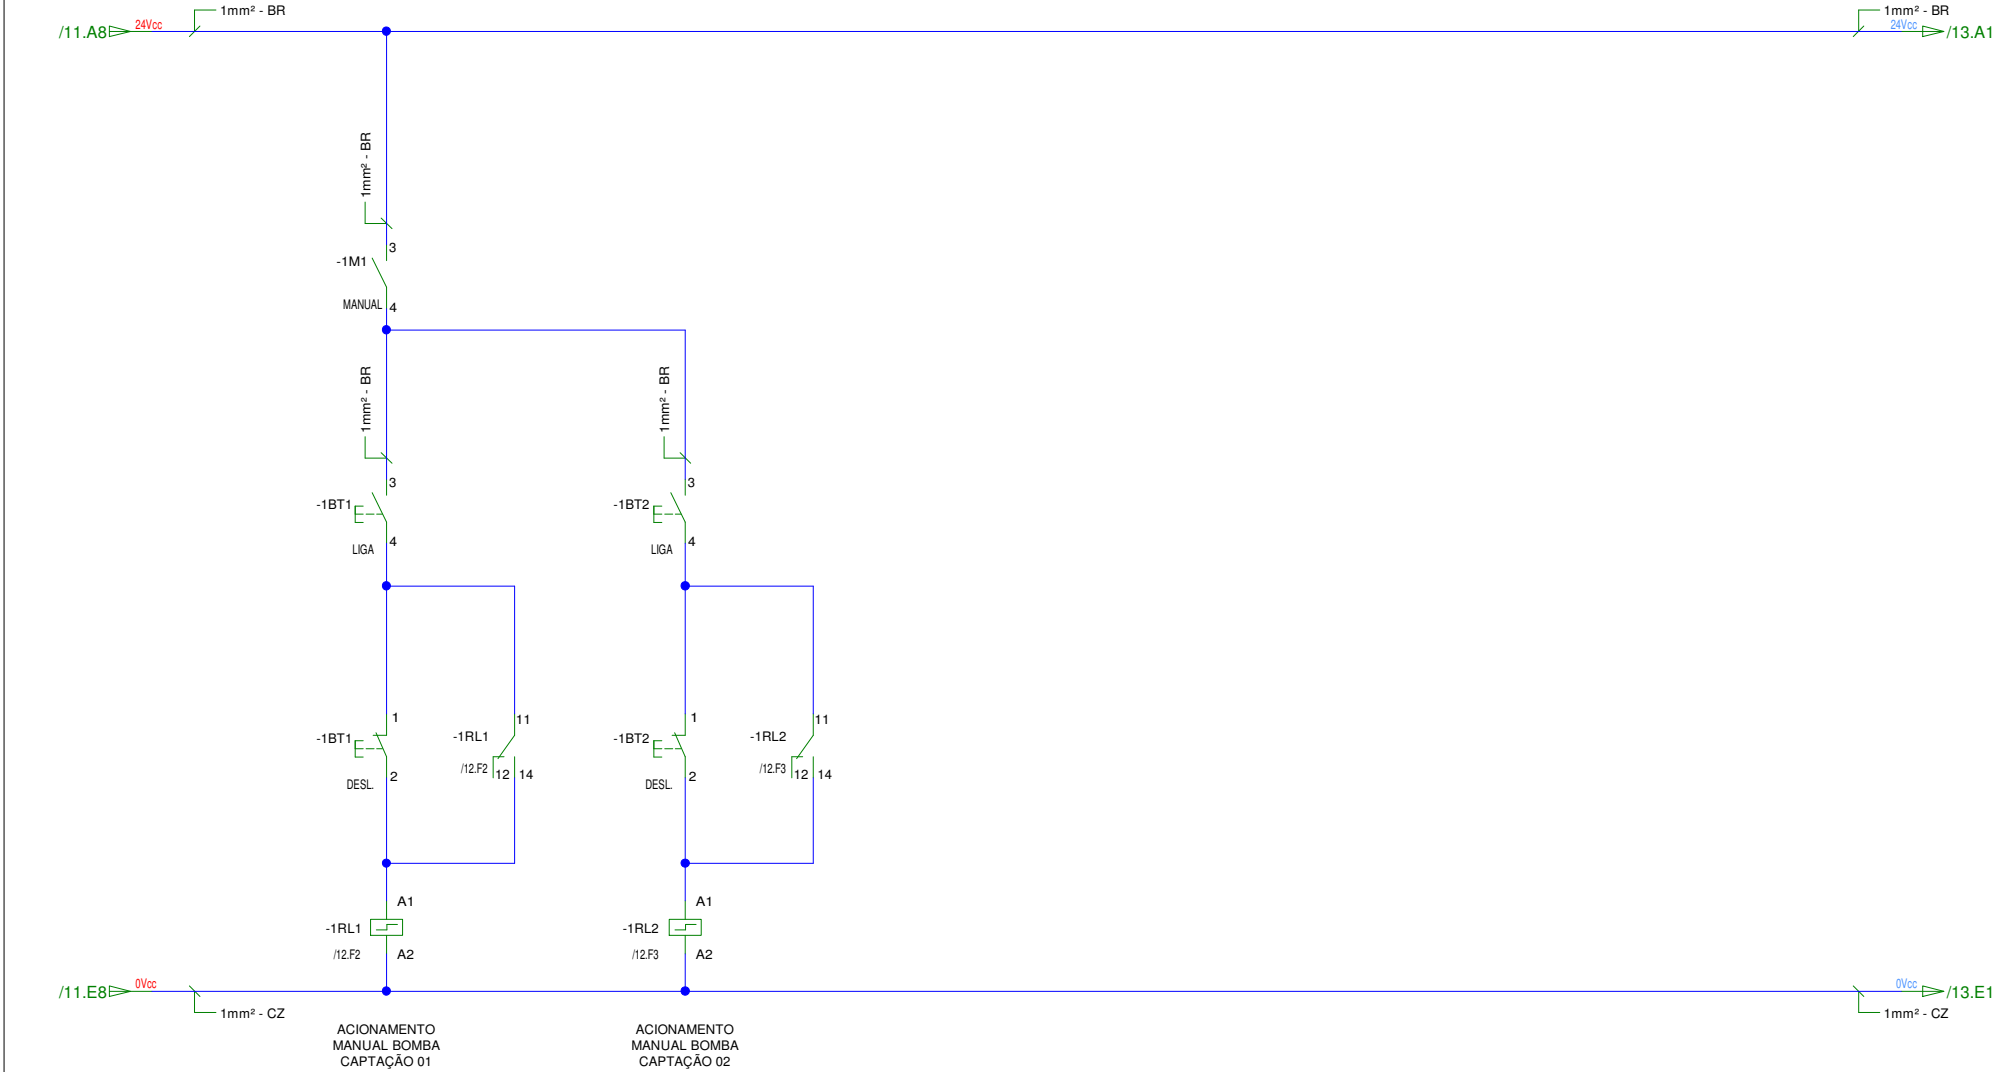 1mm² - BR
1mm² - BR
/11.A8
24Vcc
24Vcc
/13.A1
1mm² - BR
3
-1M1
MANUAL
4
1mm² - BR
1mm² - BR
3
3
-1BT1
-1BT2
4
4
LIGA
LIGA
1
11
1
11
-1BT1
-1RL1
-1BT2
-1RL2
/12.F2
/12.F3
2
12
14
2
12
14
DESL.
DESL.
A1
A1
-1RL1
-1RL2
/12.F2
A2
/12.F3
A2
/11.E8
0Vcc
0Vcc
/13.E1
1mm² - CZ
1mm² - CZ
ACIONAMENTO
MANUAL BOMBA
CAPTAÇÃO 01
ACIONAMENTO
MANUAL BOMBA
CAPTAÇÃO 02